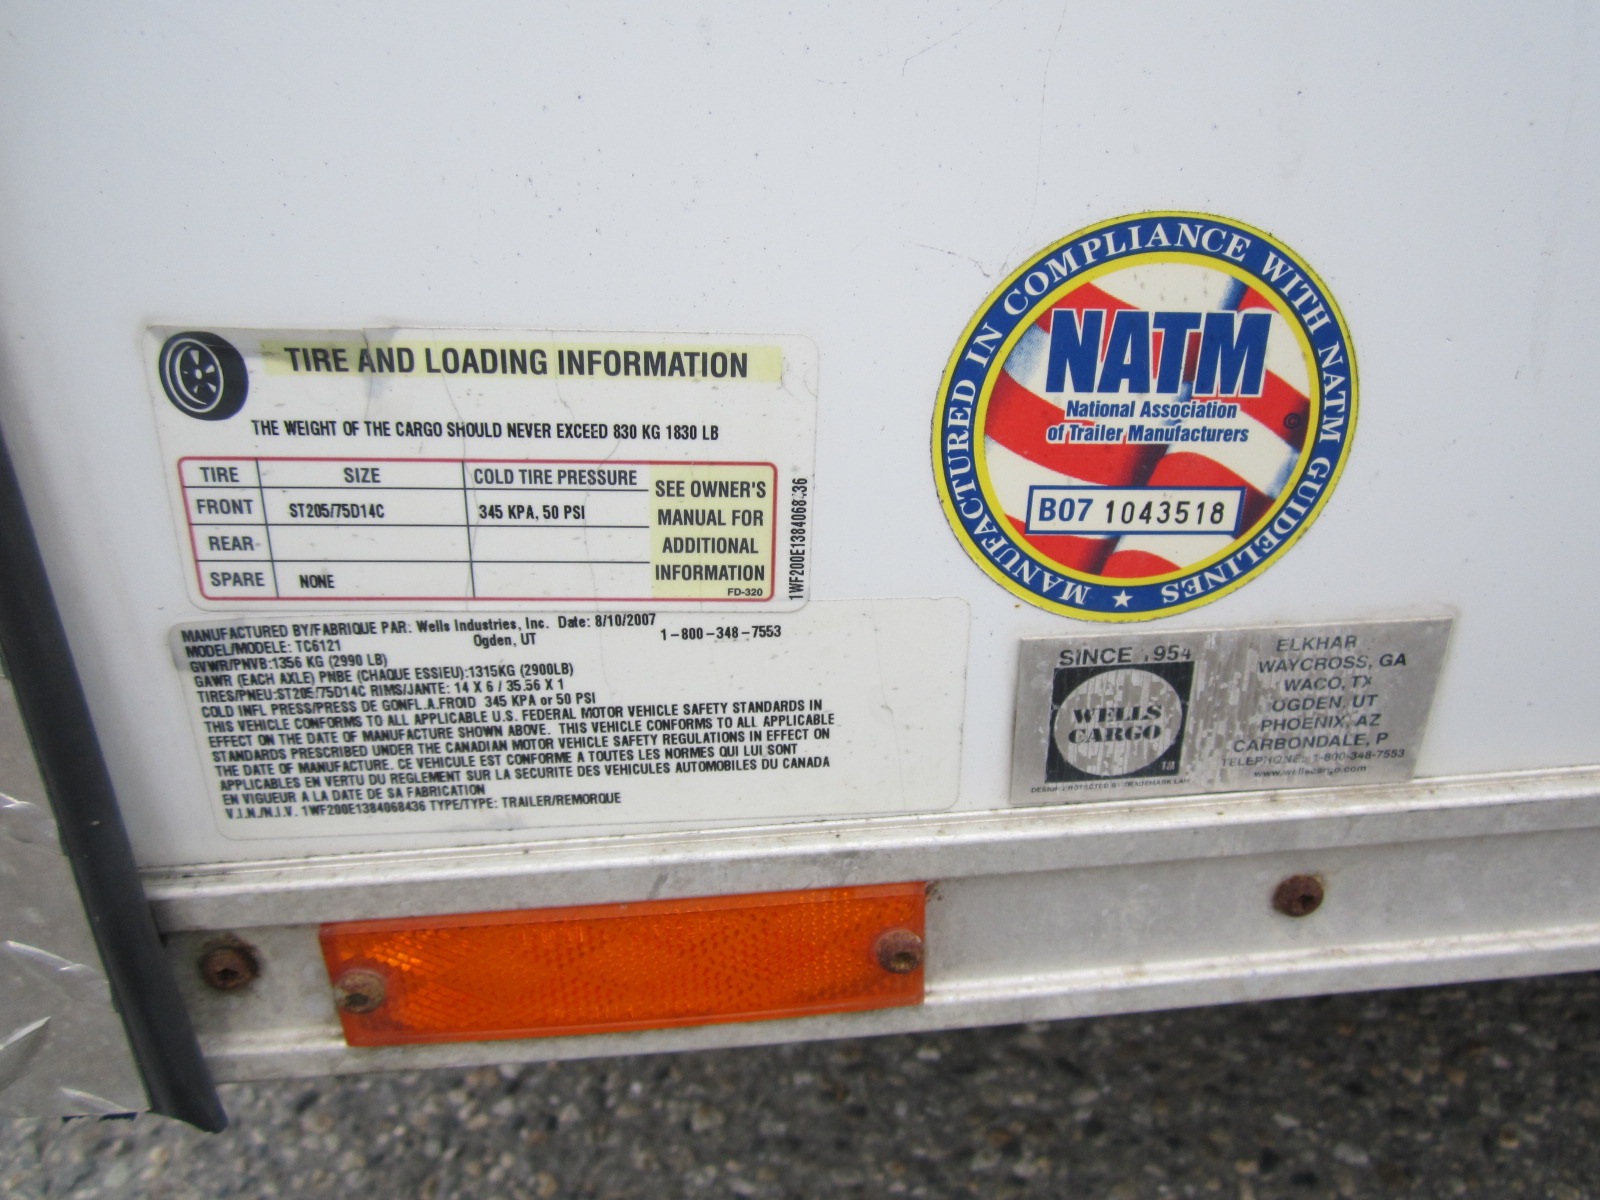 TIRE AND LOADING INFORMATION
THE WEIGHT OF THE CARGO SHOULD NEVER EXCEED 830 KG 1830 LB
TIRE SIZE COLD TIRE PRESSURE
FRONT ST205/75D14C 345 KPA, 50 PSI
REAR
SPARE NONE
SEE OWNER'S
MANUAL FOR
ADDITIONAL
INFORMATION
FD-320
1WF200E1384068436
MANUFACTURED BY/FABRIQUE PAR: Wells Industries, Inc. Date: 8/10/2007
Ogden, UT 1-800-348-7553
MODEL/MODELE: TC6121
GVWR/PNVB:1356 KG (2990 LB)
GAWR (EACH AXLE) PNBE (CHAQUE ESSIEU):1315KG (2900LB)
TIRES/PNEU:ST205/75D14C RIMS/JANTE: 14 X 6 / 35.56 X 1
COLD INFL PRESS/PRESS DE GONFL.A.FROID 345 KPA or 50 PSI
THIS VEHICLE CONFORMS TO ALL APPLICABLE U.S. FEDERAL MOTOR VEHICLE SAFETY STANDARDS IN
EFFECT ON THE DATE OF MANUFACTURE SHOWN ABOVE. THIS VEHICLE CONFORMS TO ALL APPLICABLE
STANDARDS PRESCRIBED UNDER THE CANADIAN MOTOR VEHICLE SAFETY REGULATIONS IN EFFECT ON
THE DATE OF MANUFACTURE. CE VEHICULE EST CONFORME A TOUTES LES NORMES QUI LUI SONT
APPLICABLES EN VERTU DU REGLEMENT SUR LA SECURITE DES VEHICULES AUTOMOBILES DU CANADA
EN VIGUEUR A LA DATE DE SA FABRICATION
V.I.N./N.I.V. 1WF200E1384068436 TYPE/TYPE: TRAILER/REMORQUE
MANUFACTURED IN COMPLIANCE WITH NATM GUIDELINES
NATM
National Association
of Trailer Manufacturers
©
B07 1043518
SINCE 954
WELLS
CARGO
TM
ELKHAR
WAYCROSS, GA
WACO, TX
OGDEN, UT
PHOENIX, AZ
CARBONDALE, P
TELEPHONE: 1-800-348-7553
www.wellscargo.com